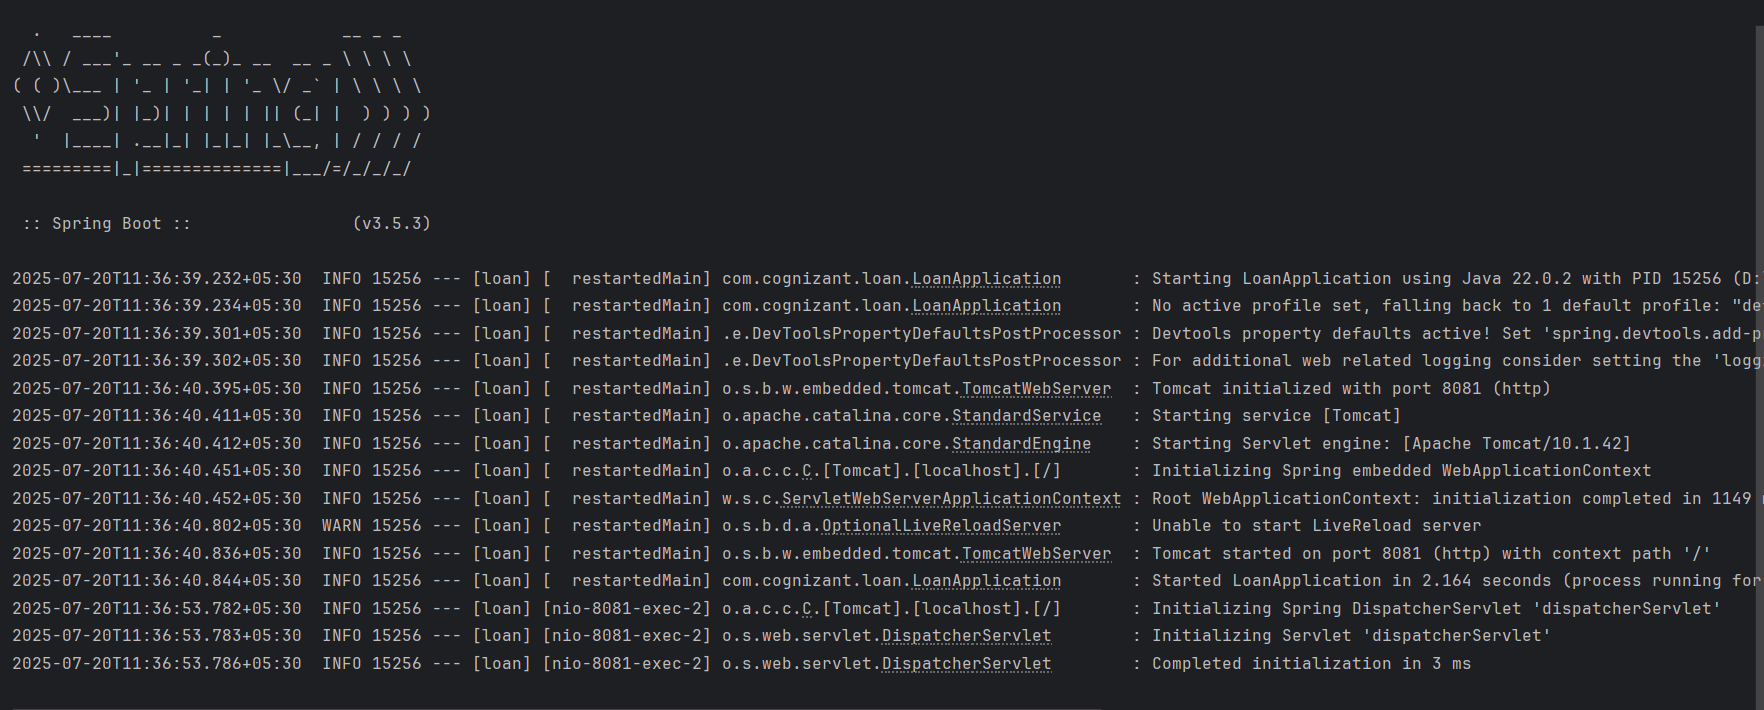 .   ____          _            __ _ _
 /\\ / ___'_ __ _ _(_)_ __  __ _ \ \ \ \
( ( )\___ | '_ | '_| | '_ \/ _` | \ \ \ \
 \\/  ___)| |_)| | | | | || (_| |  ) ) ) )
  '  |____| .__|_| |_|_| |_\__, | / / / /
 =========|_|==============|___/=/_/_/_/
 :: Spring Boot ::                (v3.5.3)
2025-07-20T11:36:39.232+05:30  INFO 15256 --- [loan] [  restartedMain] com.cognizant.loan.LoanApplication       : Starting LoanApplication using Java 22.0.2 with PID 15256 (D:
2025-07-20T11:36:39.234+05:30  INFO 15256 --- [loan] [  restartedMain] com.cognizant.loan.LoanApplication       : No active profile set, falling back to 1 default profile: "de
2025-07-20T11:36:39.301+05:30  INFO 15256 --- [loan] [  restartedMain] .e.DevToolsPropertyDefaultsPostProcessor : Devtools property defaults active! Set 'spring.devtools.add-p
2025-07-20T11:36:39.302+05:30  INFO 15256 --- [loan] [  restartedMain] .e.DevToolsPropertyDefaultsPostProcessor : For additional web related logging consider setting the 'logg
2025-07-20T11:36:40.395+05:30  INFO 15256 --- [loan] [  restartedMain] o.s.b.w.embedded.tomcat.TomcatWebServer  : Tomcat initialized with port 8081 (http)
2025-07-20T11:36:40.411+05:30  INFO 15256 --- [loan] [  restartedMain] o.apache.catalina.core.StandardService   : Starting service [Tomcat]
2025-07-20T11:36:40.412+05:30  INFO 15256 --- [loan] [  restartedMain] o.apache.catalina.core.StandardEngine    : Starting Servlet engine: [Apache Tomcat/10.1.42]
2025-07-20T11:36:40.451+05:30  INFO 15256 --- [loan] [  restartedMain] o.a.c.c.C.[Tomcat].[localhost].[/]       : Initializing Spring embedded WebApplicationContext
2025-07-20T11:36:40.452+05:30  INFO 15256 --- [loan] [  restartedMain] w.s.c.ServletWebServerApplicationContext : Root WebApplicationContext: initialization completed in 1149
2025-07-20T11:36:40.802+05:30  WARN 15256 --- [loan] [  restartedMain] o.s.b.d.a.OptionalLiveReloadServer       : Unable to start LiveReload server
2025-07-20T11:36:40.836+05:30  INFO 15256 --- [loan] [  restartedMain] o.s.b.w.embedded.tomcat.TomcatWebServer  : Tomcat started on port 8081 (http) with context path '/'
2025-07-20T11:36:40.844+05:30  INFO 15256 --- [loan] [  restartedMain] com.cognizant.loan.LoanApplication       : Started LoanApplication in 2.164 seconds (process running for
2025-07-20T11:36:53.782+05:30  INFO 15256 --- [loan] [nio-8081-exec-2] o.a.c.c.C.[Tomcat].[localhost].[/]       : Initializing Spring DispatcherServlet 'dispatcherServlet'
2025-07-20T11:36:53.783+05:30  INFO 15256 --- [loan] [nio-8081-exec-2] o.s.web.servlet.DispatcherServlet        : Initializing Servlet 'dispatcherServlet'
2025-07-20T11:36:53.786+05:30  INFO 15256 --- [loan] [nio-8081-exec-2] o.s.web.servlet.DispatcherServlet        : Completed initialization in 3 ms